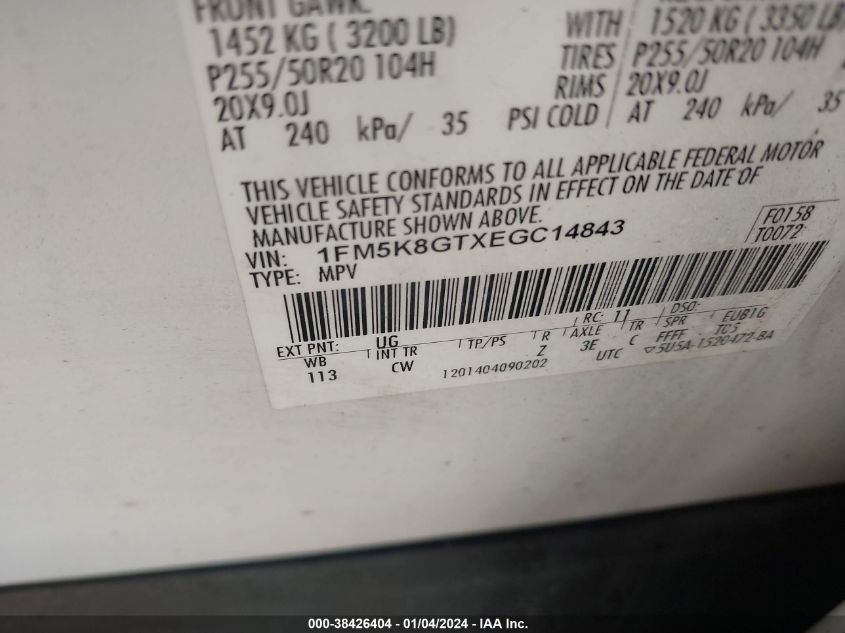 FRONT GAWR:
1452 KG ( 3200 LB)
P255/50R20 104H
20X9.0J
AT 240 kPa/ 35 PSI COLD
WITH 1520 KG ( 3350 LB
TIRES P255/50R20 104H
RIMS 20X9.0J
AT 240 kPa/ 35
THIS VEHICLE CONFORMS TO ALL APPLICABLE FEDERAL MOTOR
VEHICLE SAFETY STANDARDS IN EFFECT ON THE DATE OF
MANUFACTURE SHOWN ABOVE.
VIN: 1FM5K8GTXEGC14843
F0158
T0072
TYPE: MPV
EXT PNT: UG RC: 11 DSO:
WB INT TR TP/PS R AXLE TR SPR EUB1G
113 CW Z 3E C FFFF T05
1201404090202 UTC 5U5A-1520472-BA
000-38426404 - 01/04/2024 - IAA Inc.